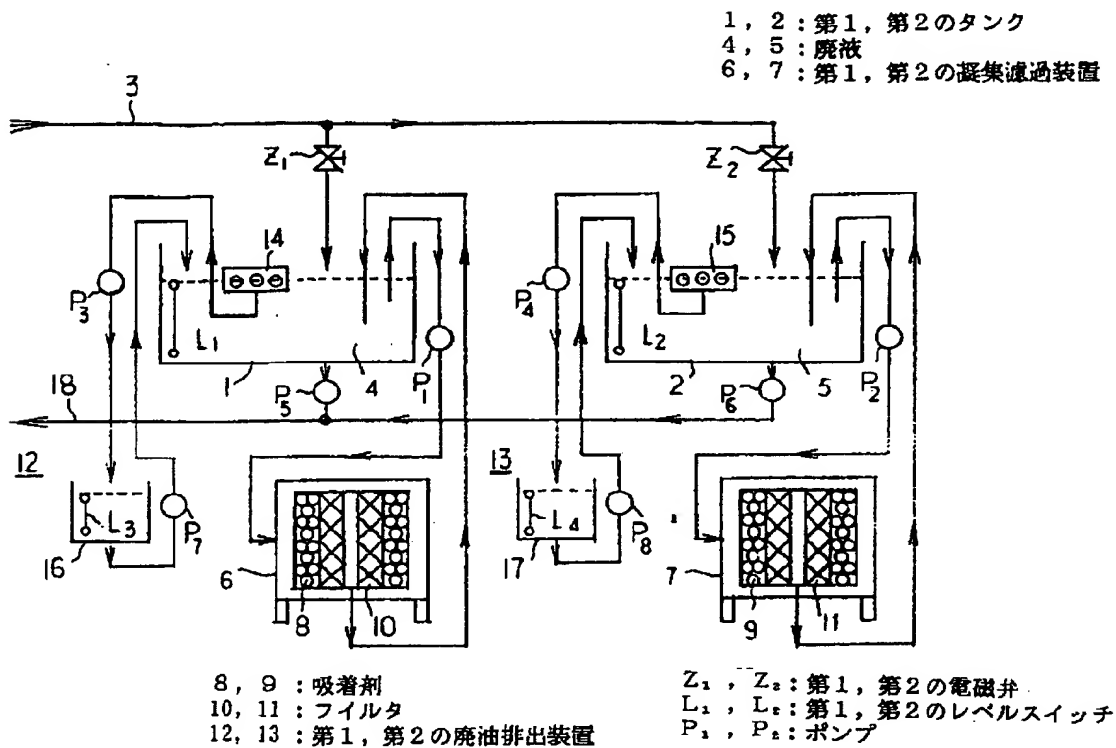 1，2：第1，第2のタンク
4，5：廃液
6，7：第1，第2の凝集濾過装置
3
Z₁
Z₂
14
15
P₃
P₄
L₁
L₂
P₁
P₂
1
4
2
5
P₅
P₆
18
12
13
L₃
L₄
P₇
P₈
16
17
6
7
8
10
9
11
8，9：吸着剤
10，11：フイルタ
12，13：第1，第2の廃油排出装置
Z₁，Z₂：第1，第2の電磁弁
L₁，L₂：第1，第2のレベルスイッチ
P₁，P₂：ポンプ